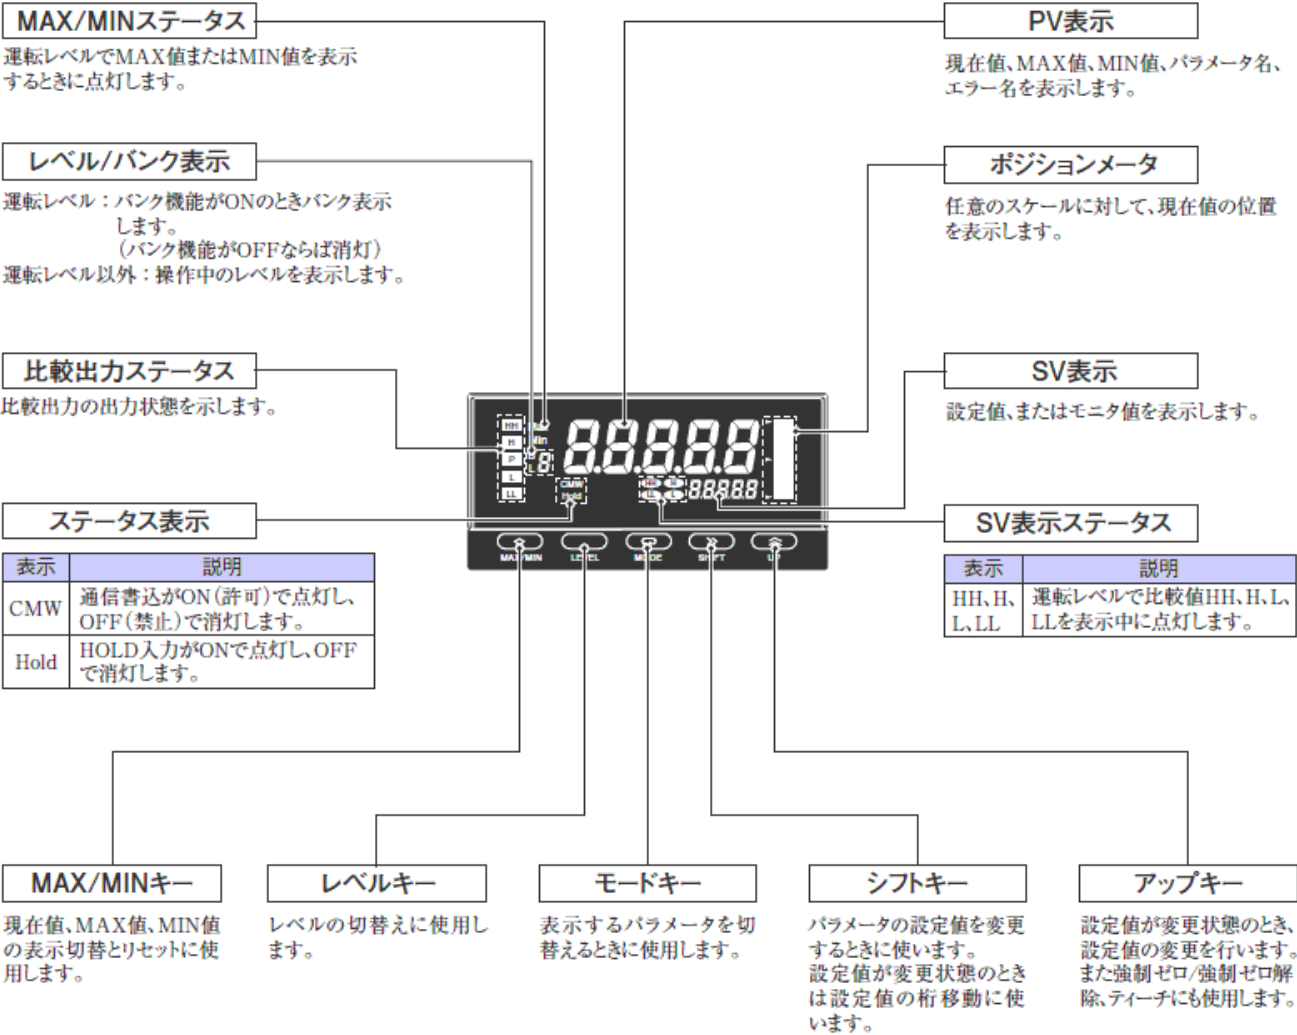 MAX/MINステータス
運転レベルでMAX値またはMIN値を表示
するときに点灯します。
レベル/バンク表示
運転レベル：バンク機能がONのときバンク表示
します。
（バンク機能がOFFならば消灯）
運転レベル以外：操作中のレベルを表示します。
比較出力ステータス
比較出力の出力状態を示します。
ステータス表示
表示 説明
CMW 通信書込がON（許可）で点灯し、
OFF（禁止）で消灯します。
Hold HOLD入力がONで点灯し、OFF
で消灯します。
PV表示
現在値、MAX値、MIN値、パラメータ名、
エラー名を表示します。
ポジションメータ
任意のスケールに対して、現在値の位置
を表示します。
SV表示
設定値、またはモニタ値を表示します。
SV表示ステータス
表示 説明
HH、H、 運転レベルで比較値HH、H、L、
L、LL LLを表示中に点灯します。
HH
H
P
L
LL
L 8
8.8.8.8.8
CMW
Hold
HH H
LL L
8.8.8.8.8
MAX/MIN LEVEL MODE SHIFT UP
MAX/MINキー
現在値、MAX値、MIN値
の表示切替とリセットに使
用します。
レベルキー
レベルの切替えに使用し
ます。
モードキー
表示するパラメータを切
替えるときに使用します。
シフトキー
パラメータの設定値を変更
するときに使います。
設定値が変更状態のとき
は設定値の桁移動に使
います。
アップキー
設定値が変更状態のとき、
設定値の変更を行います。
また強制ゼロ/強制ゼロ解
除、ティーチにも使用します。